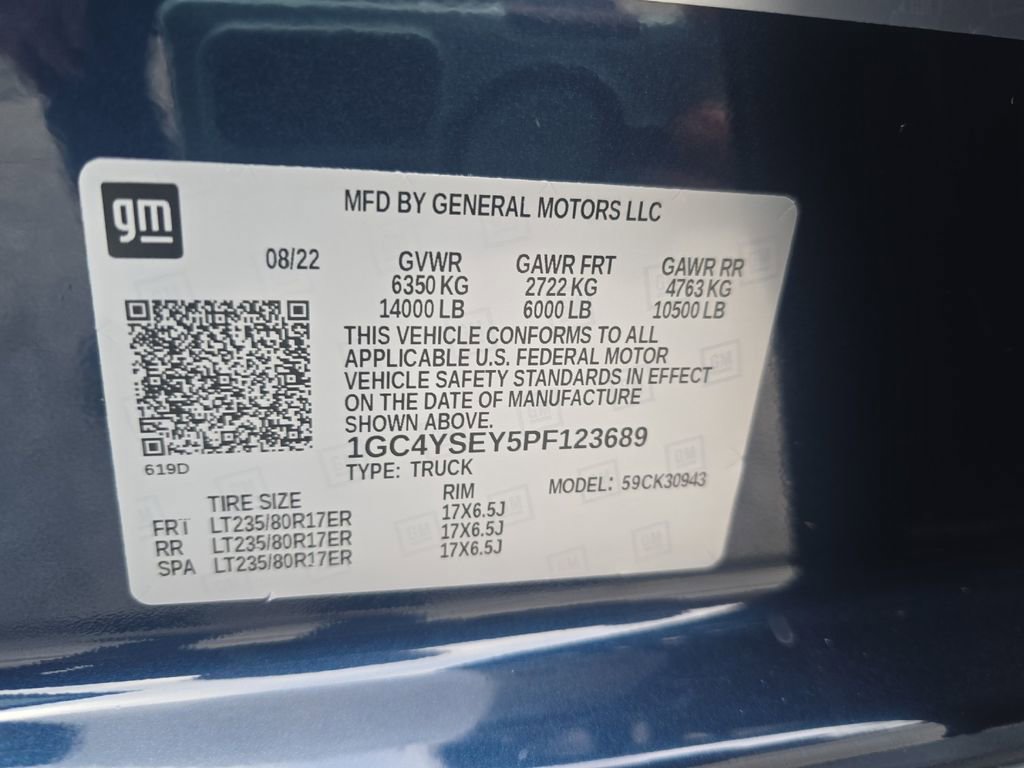 gm
MFD BY GENERAL MOTORS LLC
08/22 GVWR GAWR FRT GAWR RR
6350 KG 2722 KG 4763 KG
14000 LB 6000 LB 10500 LB
THIS VEHICLE CONFORMS TO ALL
APPLICABLE U.S. FEDERAL MOTOR
VEHICLE SAFETY STANDARDS IN EFFECT
ON THE DATE OF MANUFACTURE
SHOWN ABOVE.
1GC4YSEY5PF123689
619D
TYPE: TRUCK
MODEL: 59CK30943
TIRE SIZE RIM
FRT LT235/80R17ER 17X6.5J
RR LT235/80R17ER 17X6.5J
SPA LT235/80R17ER 17X6.5J